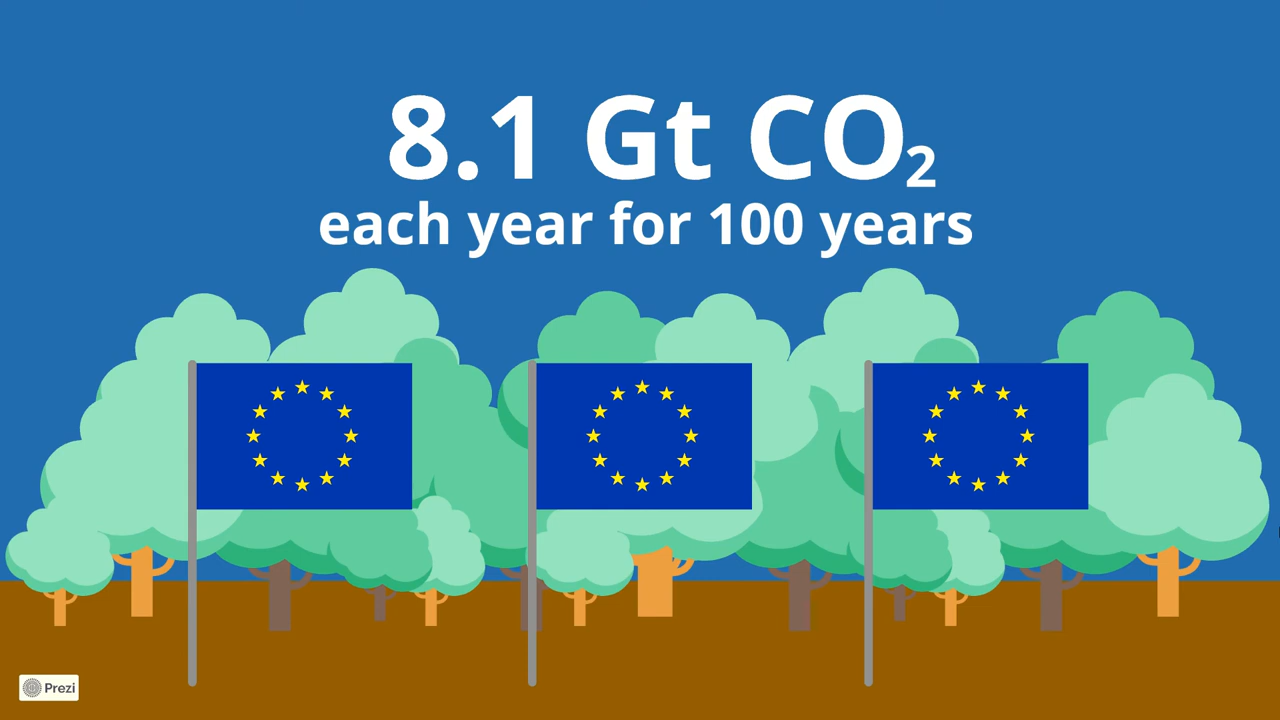 8.1 Gt CO₂
each year for 100 years
Prezi